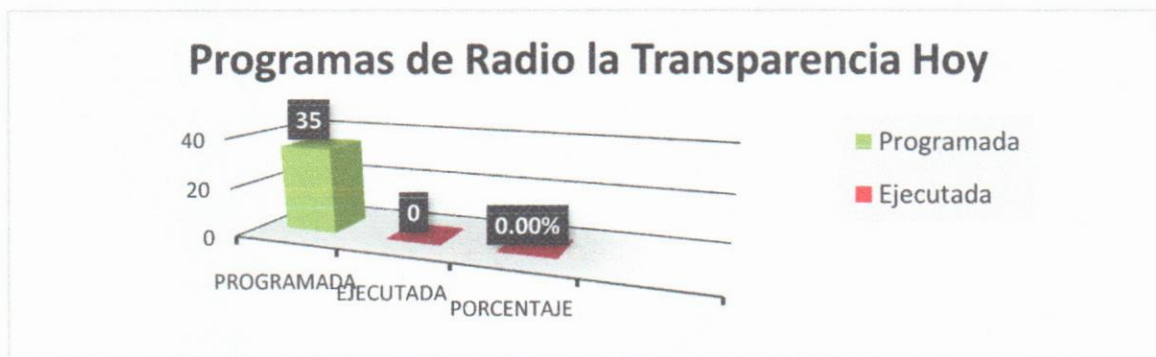 Programas de Radio la Transparencia Hoy
35
40
20
0
0
0.00%
PROGRAMADA
EJECUTADA
PORCENTAJE
Programada
Ejecutada